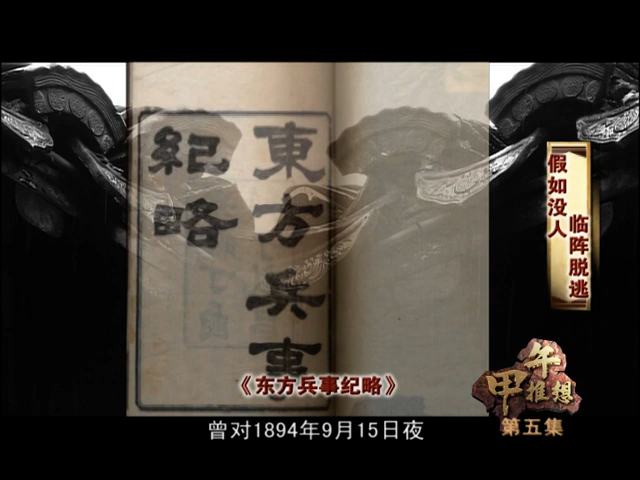 東方兵事
紀略
假如没人
临阵脱逃
《东方兵事纪略》
甲午推想
第五集
曾对1894年9月15日夜